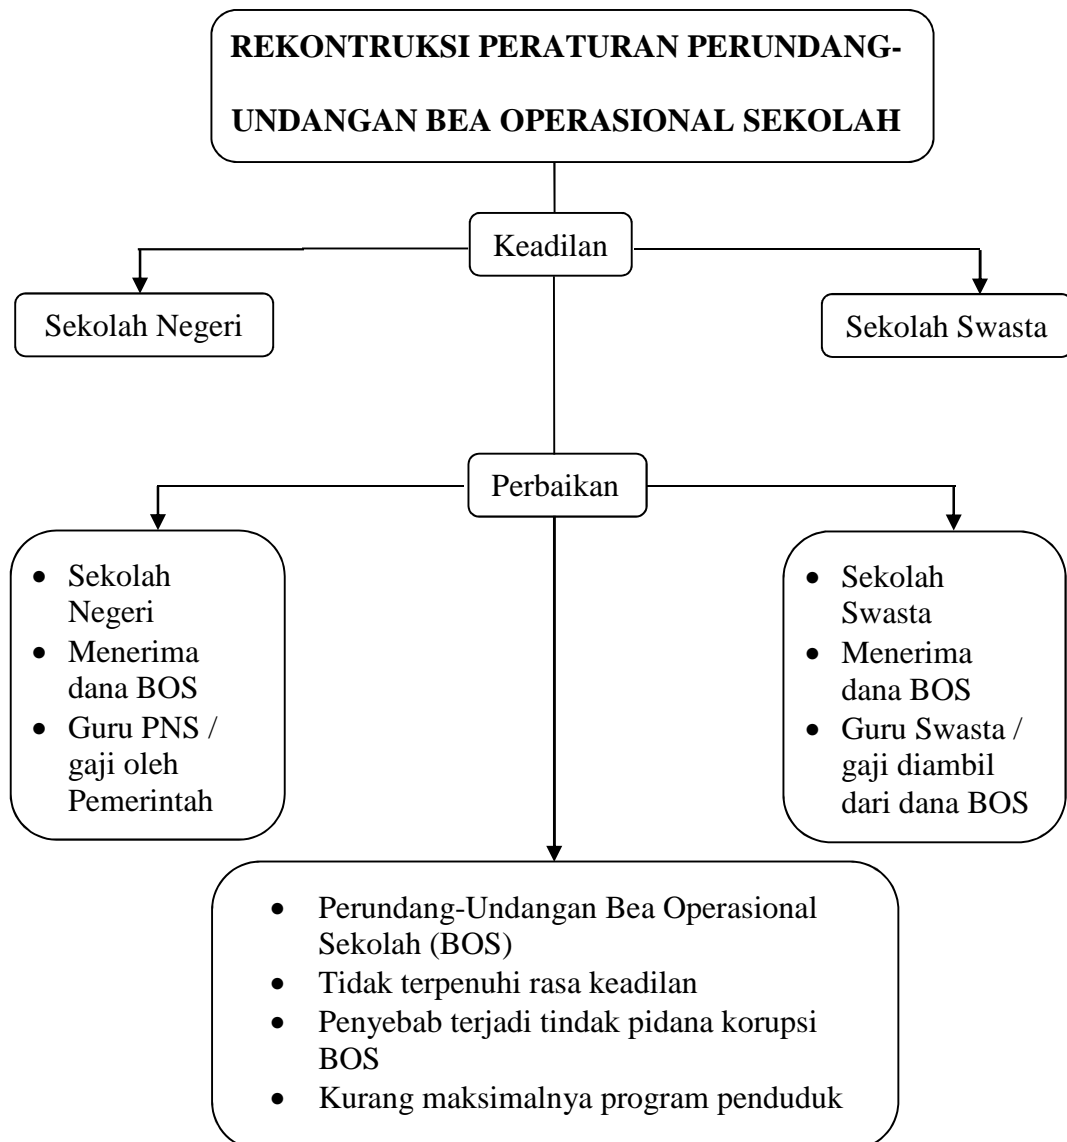 REKONTRUKSI PERATURAN PERUNDANG-
UNDANGAN BEA OPERASIONAL SEKOLAH
Keadilan
Sekolah Negeri
Sekolah Swasta
Perbaikan
• Sekolah
Negeri
• Menerima
dana BOS
• Guru PNS /
gaji oleh
Pemerintah
• Sekolah
Swasta
• Menerima
dana BOS
• Guru Swasta /
gaji diambil
dari dana BOS
• Perundang-Undangan Bea Operasional
Sekolah (BOS)
• Tidak terpenuhi rasa keadilan
• Penyebab terjadi tindak pidana korupsi
BOS
• Kurang maksimalnya program penduduk